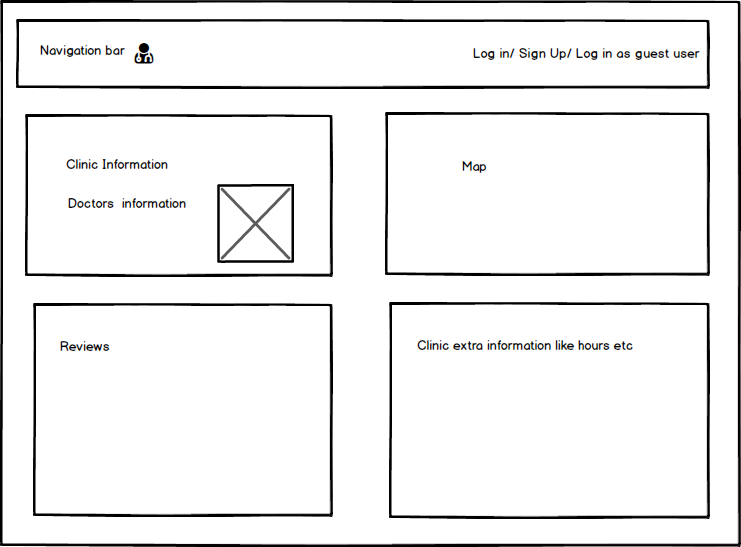 Navigation bar
Log in/ Sign Up/ Log in as guest user
Clinic Information
Doctors information
Map
Reviews
Clinic extra information like hours etc